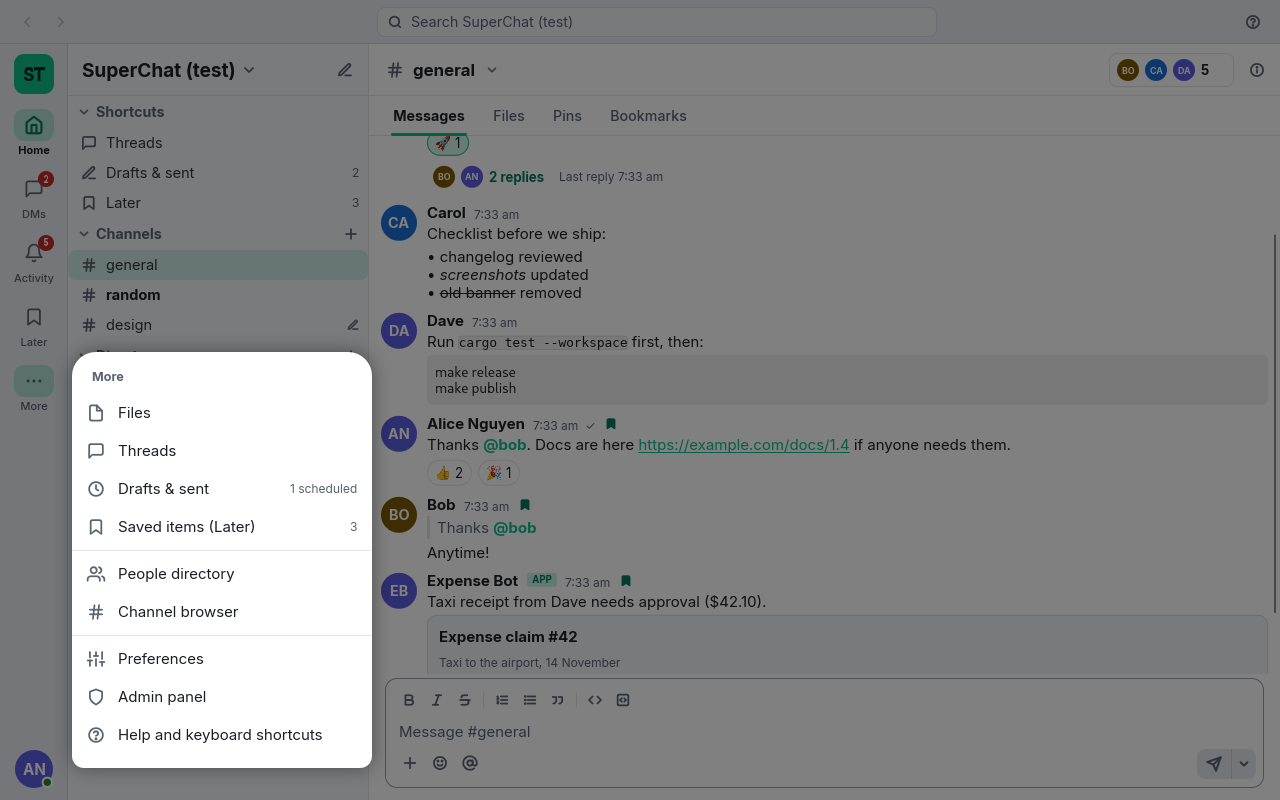 Search SuperChat (test)
ST
SuperChat (test)
general
BO CA DA 5
Home
2
DMs
5
Activity
Later
More
AN
Shortcuts
Threads
Drafts & sent 2
Later 3
Channels
general
random
design
Messages Files Pins Bookmarks
🚀 1
BO AN 2 replies Last reply 7:33 am
CA Carol 7:33 am
Checklist before we ship:
• changelog reviewed
• screenshots updated
• old banner removed
DA Dave 7:33 am
Run cargo test --workspace first, then:
make release
make publish
AN Alice Nguyen 7:33 am
Thanks @bob. Docs are here https://example.com/docs/1.4 if anyone needs them.
👍 2 🎉 1
BO Bob 7:33 am
Thanks @bob
Anytime!
EB Expense Bot APP 7:33 am
Taxi receipt from Dave needs approval ($42.10).
Expense claim #42
Taxi to the airport, 14 November
Message #general
More
Files
Threads
Drafts & sent 1 scheduled
Saved items (Later) 3
People directory
Channel browser
Preferences
Admin panel
Help and keyboard shortcuts